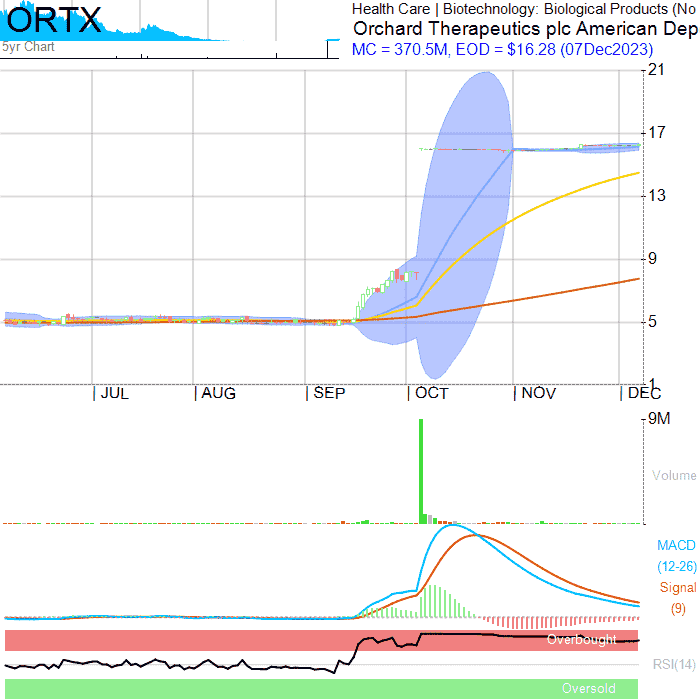 ORTX
5yr Chart
Health Care | Biotechnology: Biological Products (No
Orchard Therapeutics plc American Dep
MC = 370.5M, EOD = $16.28 (07Dec2023)
21
17
13
9
5
1
JUL
AUG
SEP
OCT
NOV
DEC
9M
Volume
MACD
(12-26)
Signal
(9)
Overbought
RSI(14)
Oversold